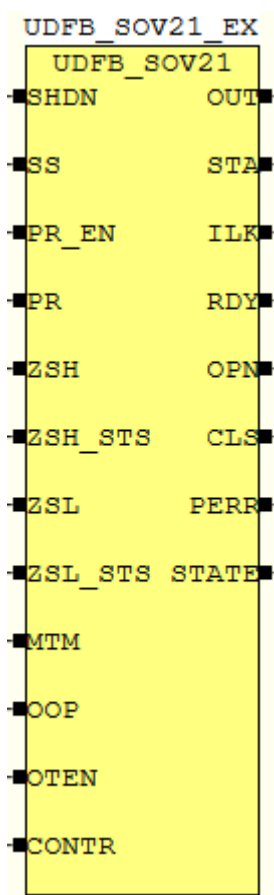 UDFB_SOV21_EX
UDFB_SOV21
SHDN OUT
SS STA
PR_EN ILK
PR RDY
ZSH OPN
ZSH_STS CLS
ZSL PERR
ZSL_STS STATE
MTM
OOP
OTEN
CONTR